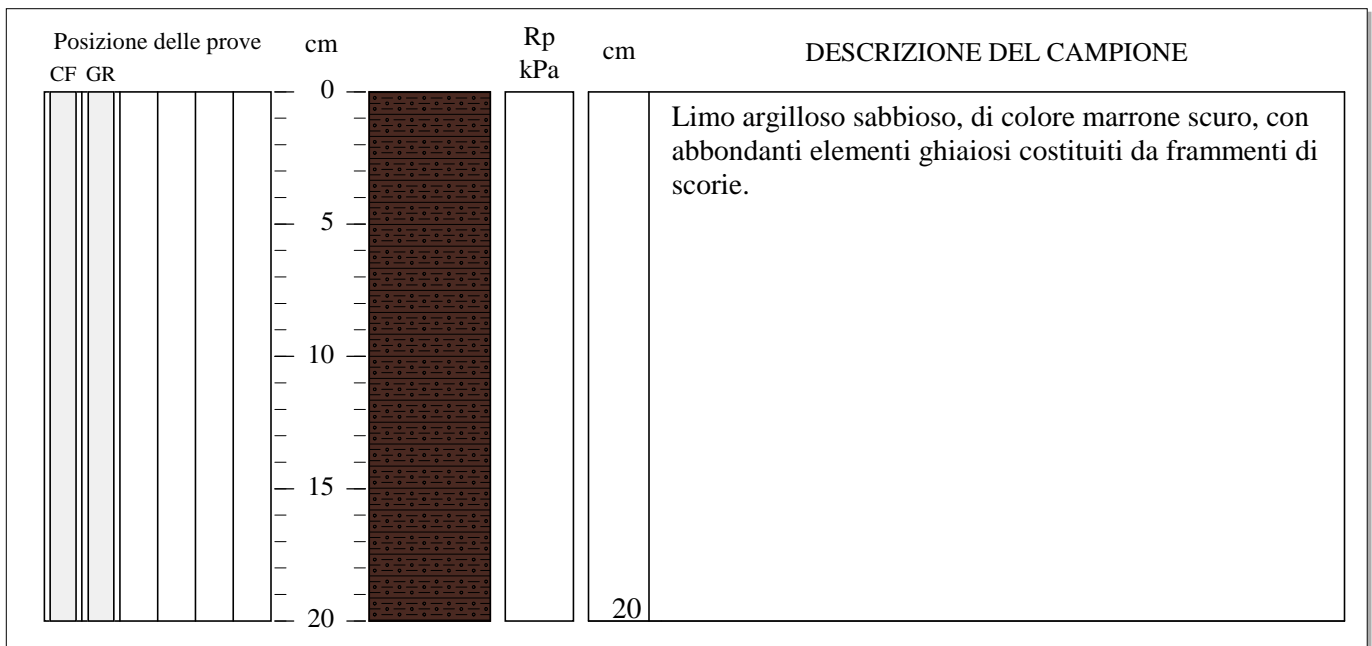 Posizione delle prove
CF GR
cm
Rp
kPa
cm
DESCRIZIONE DEL CAMPIONE
0
5
10
15
20
20
Limo argilloso sabbioso, di colore marrone scuro, con
abbondanti elementi ghiaiosi costituiti da frammenti di
scorie.